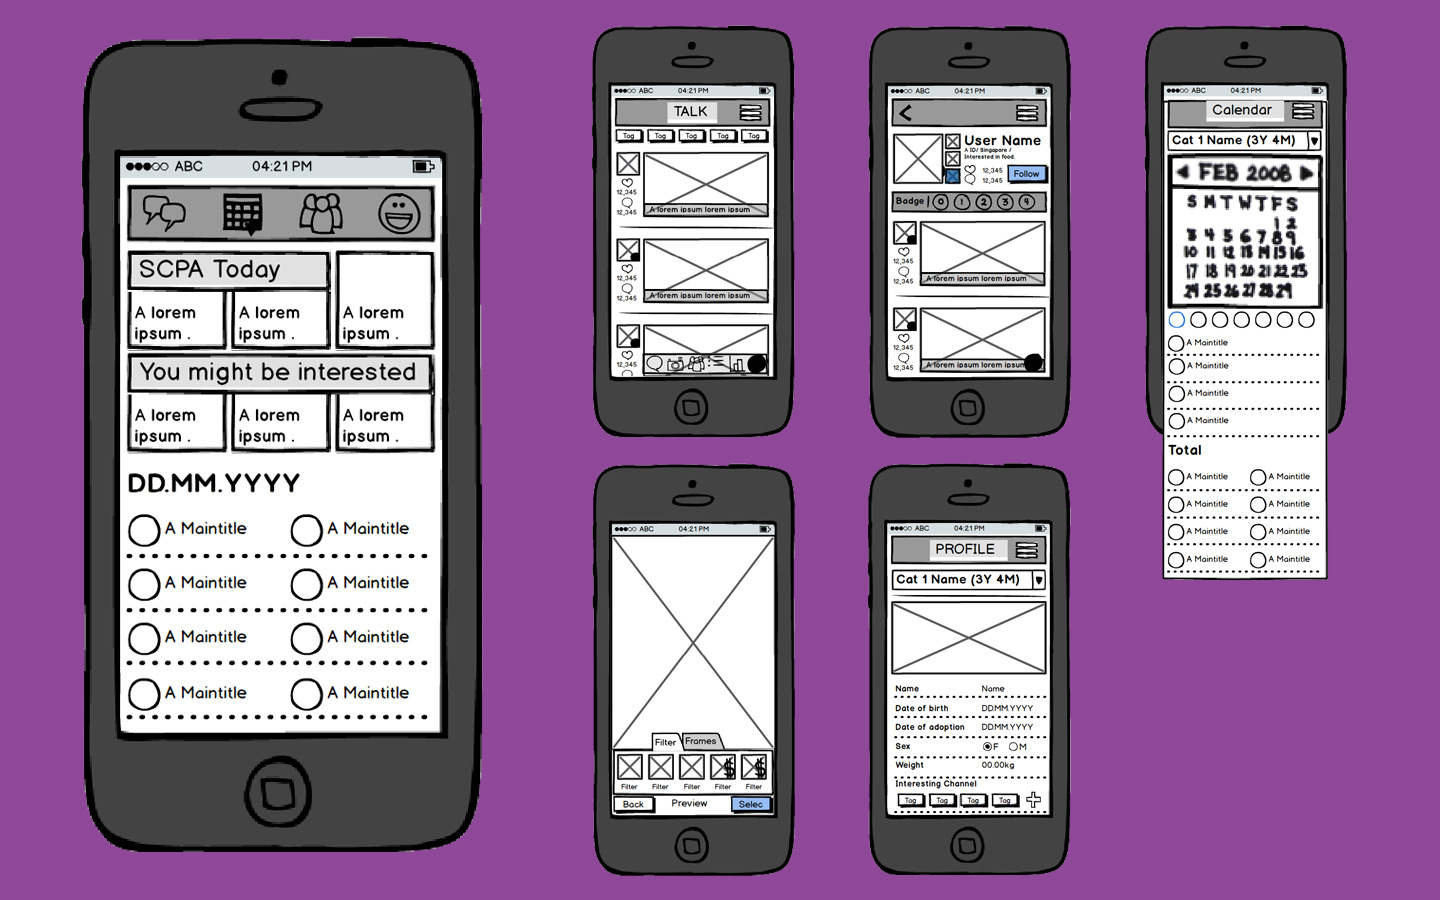 ABC 04:21 PM
SCPA Today
A lorem ipsum .
A lorem ipsum .
You might be interested
A lorem ipsum .
A lorem ipsum .
A lorem ipsum .
DD.MM.YYYY
A Maintitle A Maintitle
A Maintitle A Maintitle
A Maintitle A Maintitle
A Maintitle A Maintitle
ABC 04:21 PM
TALK
Tag Tag Tag Tag Tag
12,345
12,345
A lorem ipsum lorem ipsum
12,345
12,345
A lorem ipsum lorem ipsum
12,345
ABC 04:21 PM
User Name
A ID/ Singapore /
Interested in food.
12,345
12,345
Follow
Badge | 0 1 2 3 4
12,345
12,345
A lorem ipsum lorem ipsum
12,345
12,345
A lorem ipsum lorem ipsum
ABC 04:21 PM
Calendar
Cat 1 Name (3Y 4M)
FEB 2008
S M T W T F S
1 2
3 4 5 6 7 8 9
10 11 12 13 14 15 16
17 18 19 20 21 22 23
24 25 26 27 28 29
A Maintitle
A Maintitle
A Maintitle
A Maintitle
Total
A Maintitle A Maintitle
A Maintitle A Maintitle
A Maintitle A Maintitle
A Maintitle A Maintitle
ABC 04:21 PM
Filter Frames
$ $
Filter Filter Filter Filter Filter
Back Preview Selec
ABC 04:21 PM
PROFILE
Cat 1 Name (3Y 4M)
Name Name
Date of birth DD.MM.YYYY
Date of adoption DD.MM.YYYY
Sex F M
Weight 00.00kg
Interesting Channel
Tag Tag Tag Tag